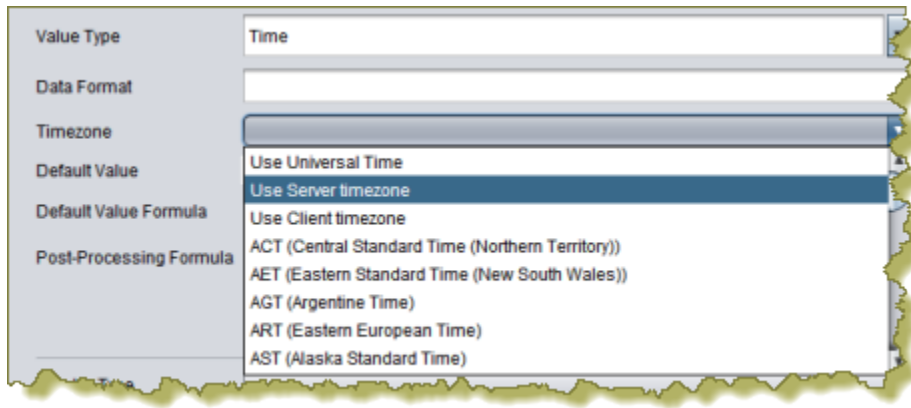 Value Type Time
Data Format
Timezone
Use Universal Time
Default Value
Use Server timezone
Default Value Formula
Use Client timezone
ACT (Central Standard Time (Northern Territory))
Post-Processing Formula
AET (Eastern Standard Time (New South Wales))
AGT (Argentine Time)
ART (Eastern European Time)
AST (Alaska Standard Time)